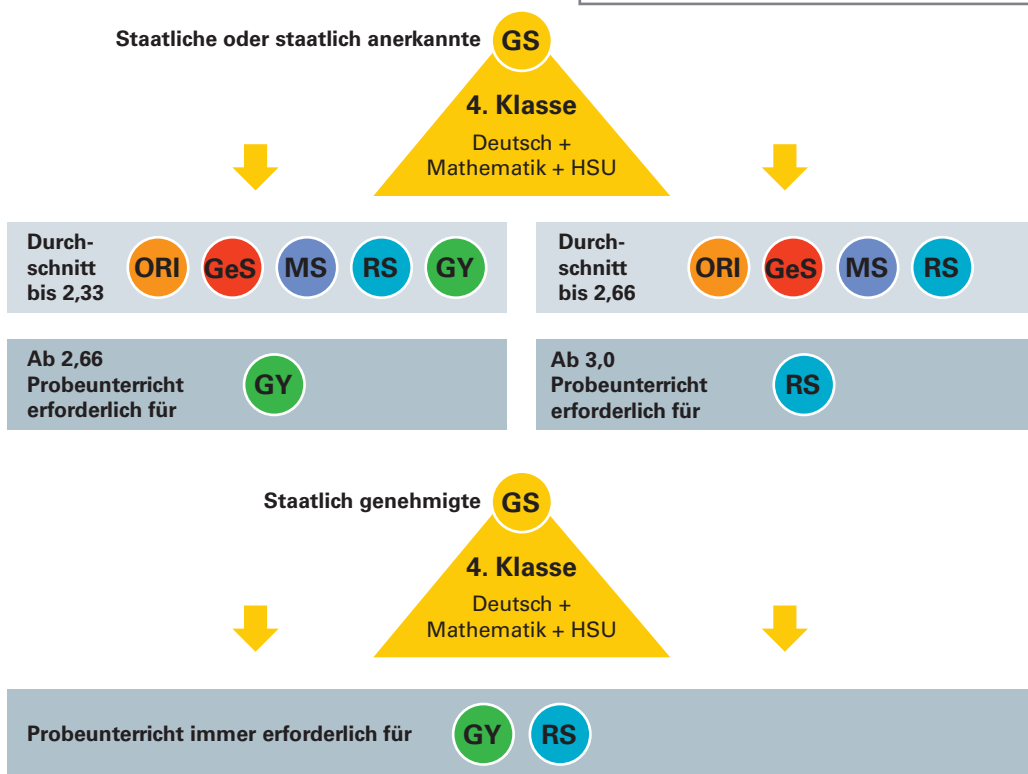 Staatliche oder staatlich anerkannte GS
4. Klasse
Deutsch +
Mathematik + HSU
Durch-
schnitt
bis 2,33
ORI GeS MS RS GY
Durch-
schnitt
bis 2,66
ORI GeS MS RS
Ab 2,66
Probeunterricht
erforderlich für
GY
Ab 3,0
Probeunterricht
erforderlich für
RS
Staatlich genehmigte GS
4. Klasse
Deutsch +
Mathematik + HSU
Probeunterricht immer erforderlich für GY RS